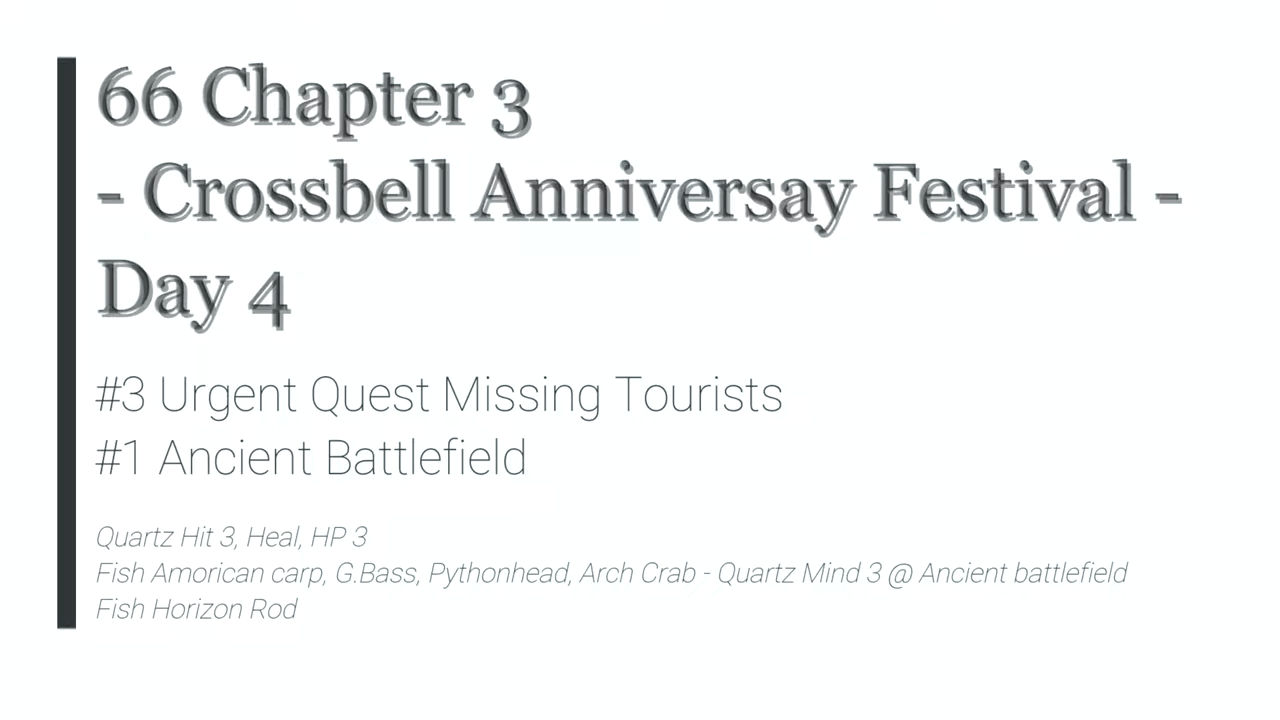 66 Chapter 3
- Crossbell Anniversay Festival -
Day 4
#3 Urgent Quest Missing Tourists
#1 Ancient Battlefield
Quartz Hit 3, Heal, HP 3
Fish Amorican carp, G.Bass, Pythonhead, Arch Crab - Quartz Mind 3 @ Ancient battlefield
Fish Horizon Rod